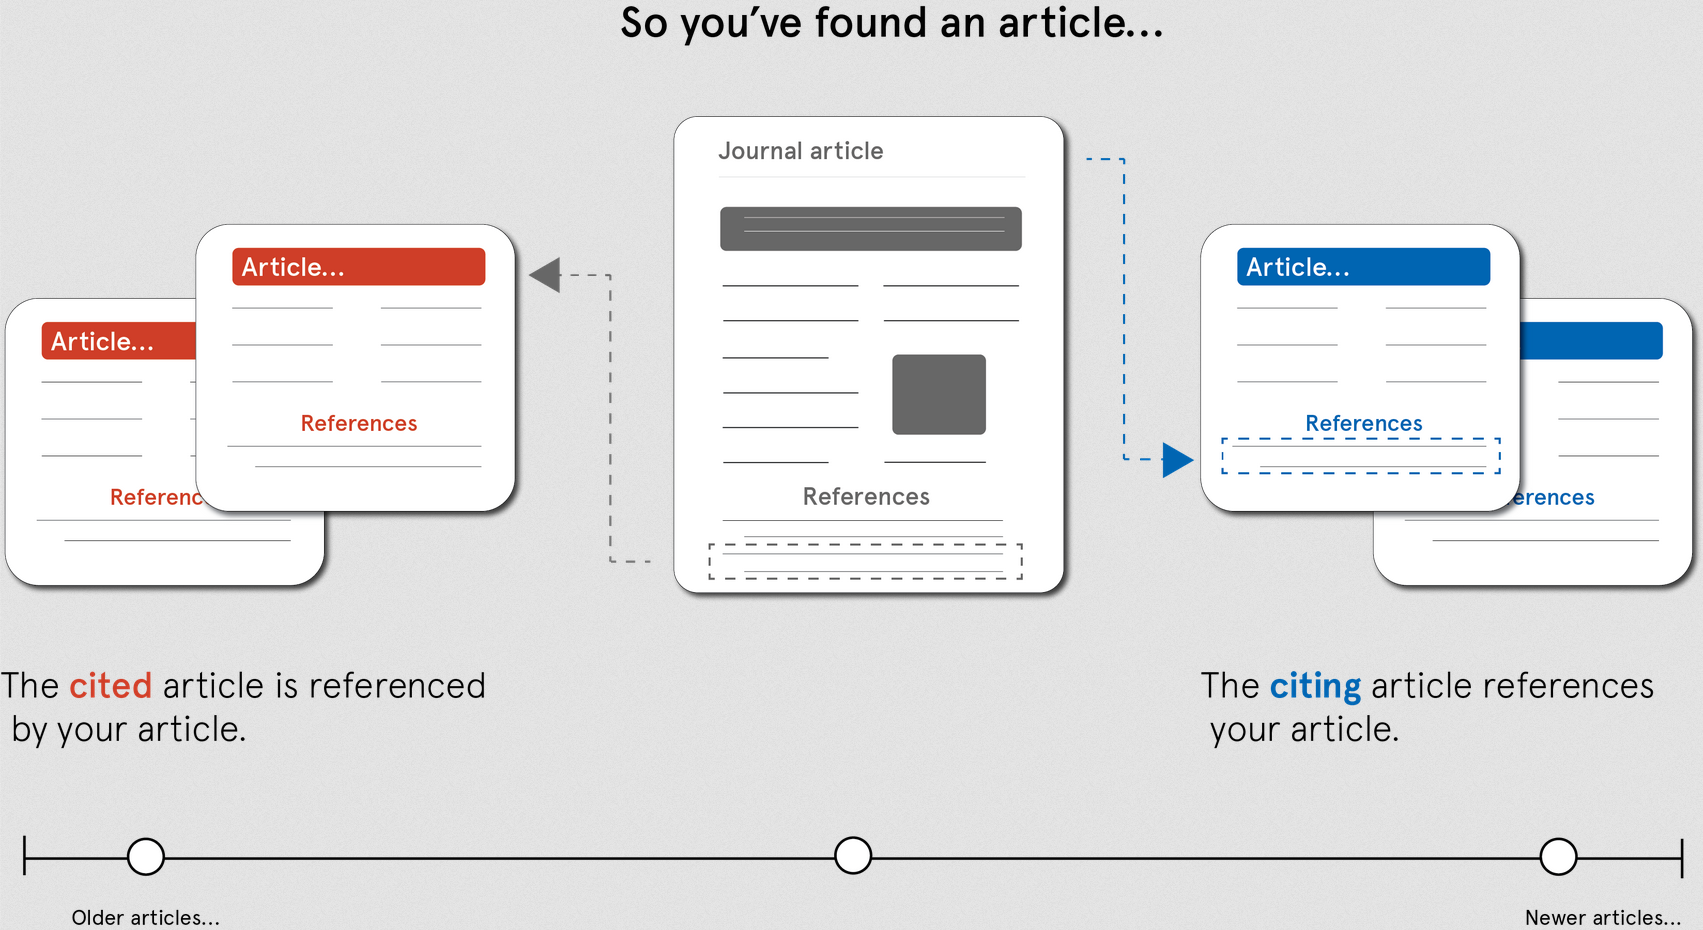 So you've found an article...
Journal article
Article...
Article...
References
References
References
Article...
References
erences
The cited article is referenced
by your article.
The citing article references
your article.
Older articles...
Newer articles...